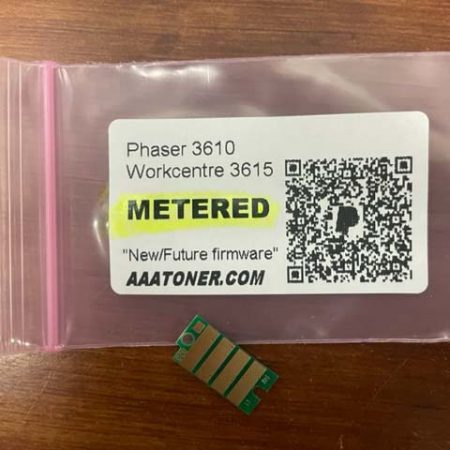 Phaser 3610
Workcentre 3615
METERED
"New/Future firmware"
AAATONER.COM